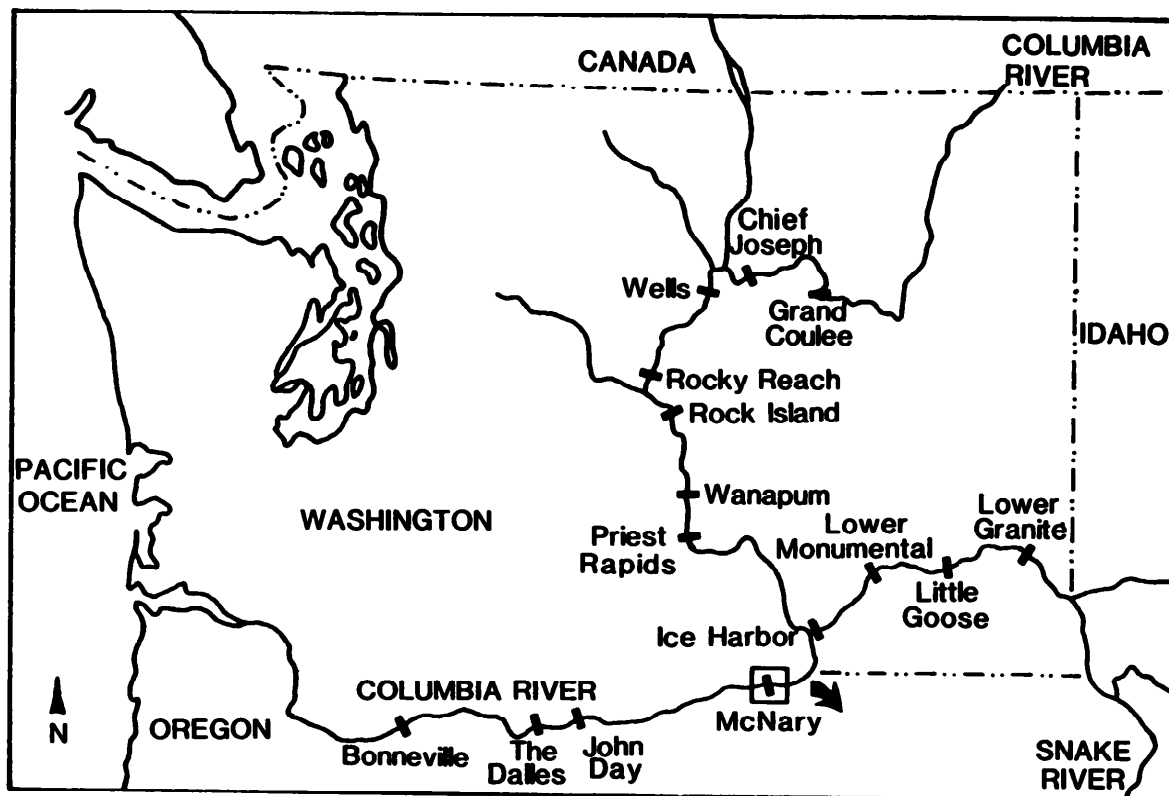 CANADA
COLUMBIA
RIVER
Chief
Joseph
Wells
Grand
Coulee
IDAHO
Rocky Reach
Rock Island
PACIFIC
OCEAN
WASHINGTON
Wanapum
Priest
Rapids
Lower
Monumental
Lower
Granite
Little
Goose
Ice Harbor
McNary
COLUMBIA RIVER
N
OREGON
Bonneville
The
Dalles
John
Day
SNAKE
RIVER